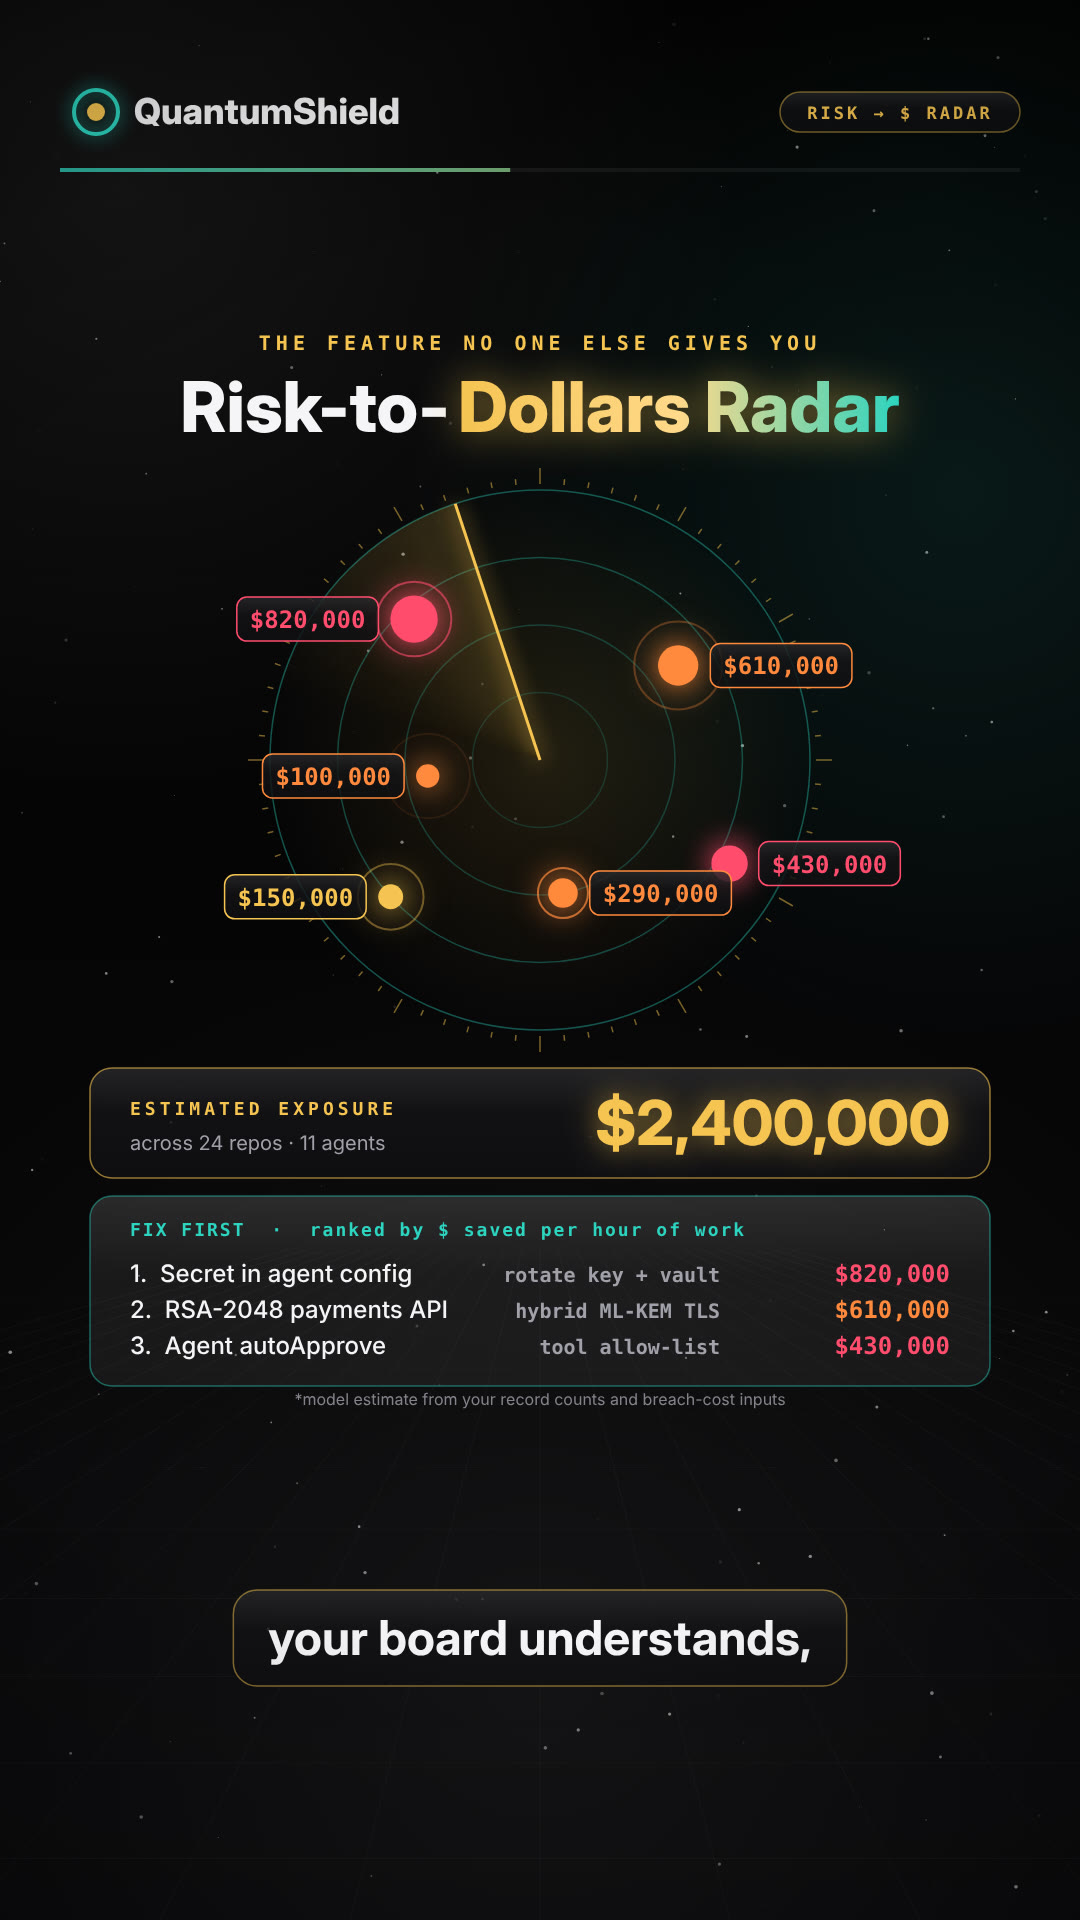 QuantumShield
RISK → $ RADAR
THE FEATURE NO ONE ELSE GIVES YOU
Risk-to-Dollars Radar
$820,000
$610,000
$100,000
$430,000
$150,000
$290,000
ESTIMATED EXPOSURE
across 24 repos · 11 agents
$2,400,000
FIX FIRST · ranked by $ saved per hour of work
1. Secret in agent config rotate key + vault $820,000
2. RSA-2048 payments API hybrid ML-KEM TLS $610,000
3. Agent autoApprove tool allow-list $430,000
*model estimate from your record counts and breach-cost inputs
your board understands,